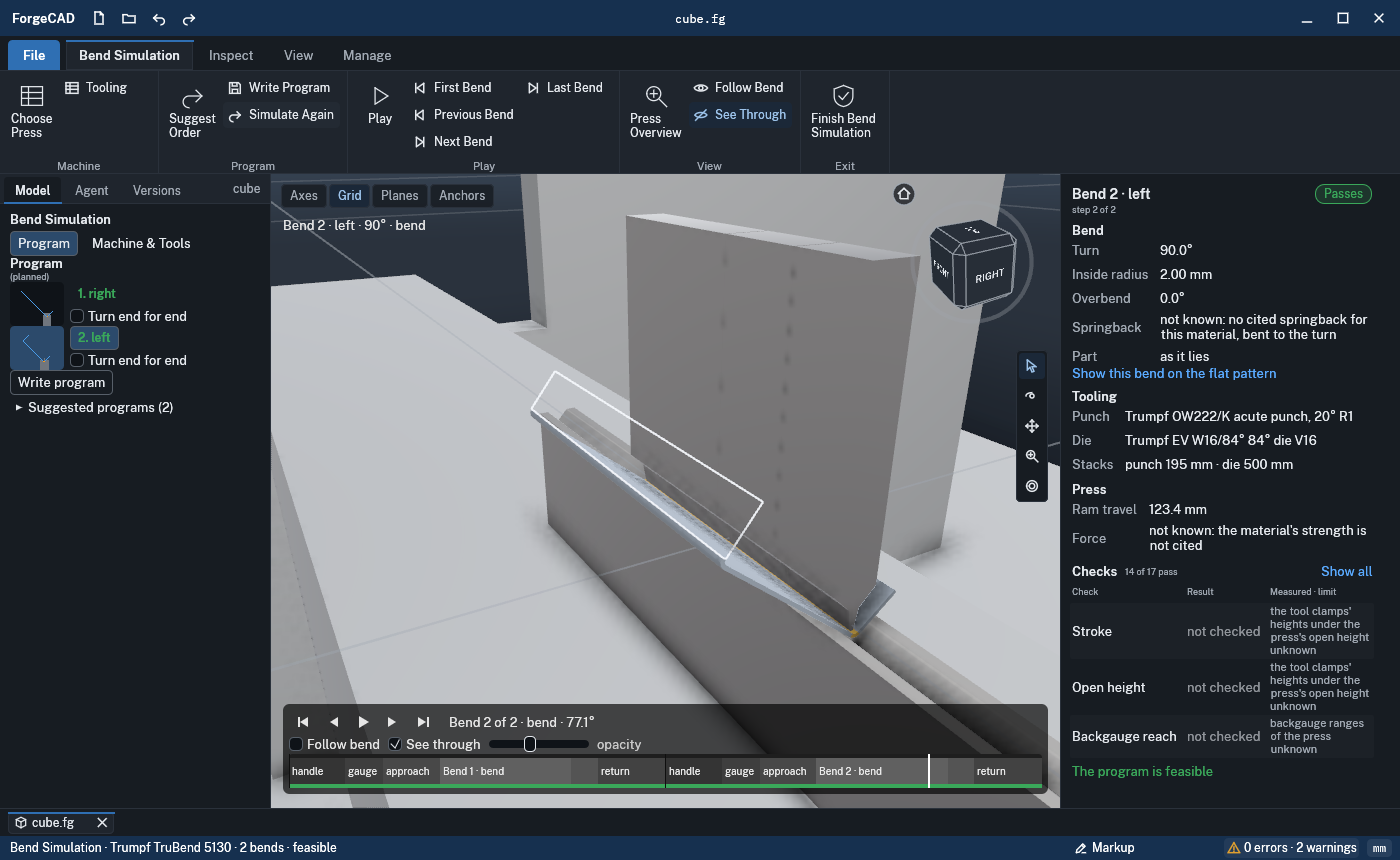 ForgeCAD
cube.fg
File
Bend Simulation
Inspect
View
Manage
Choose Press
Tooling
Machine
Suggest Order
Write Program
Simulate Again
Program
Play
First Bend
Previous Bend
Next Bend
Last Bend
Play
Press Overview
Follow Bend
See Through
View
Finish Bend Simulation
Exit
Model
Agent
Versions
cube
Bend Simulation
Program
Machine & Tools
Program
(planned)
1. right
Turn end for end
2. left
Turn end for end
Write program
Suggested programs (2)
Axes
Grid
Planes
Anchors
Bend 2 · left · 90° · bend
FRONT
RIGHT
Bend 2 of 2 · bend · 77.1°
Follow bend
See through
opacity
handle
gauge
approach
Bend 1 · bend
return
handle
gauge
approach
Bend 2 · bend
return
Bend 2 · left
Passes
step 2 of 2
Bend
Turn 90.0°
Inside radius 2.00 mm
Overbend 0.0°
Springback not known: no cited springback for
this material, bent to the turn
Part as it lies
Show this bend on the flat pattern
Tooling
Punch Trumpf OW222/K acute punch, 20° R1
Die Trumpf EV W16/84° 84° die V16
Stacks punch 195 mm · die 500 mm
Press
Ram travel 123.4 mm
Force not known: the material's strength is
not cited
Checks 14 of 17 pass Show all
Check Result Measured · limit
Stroke not checked the tool clamps'
heights under the
press's open height
unknown
Open height not checked the tool clamps'
heights under the
press's open height
unknown
Backgauge reach not checked backgauge ranges
of the press
unknown
The program is feasible
cube.fg
Bend Simulation · Trumpf TruBend 5130 · 2 bends · feasible
Markup
0 errors · 2 warnings
mm